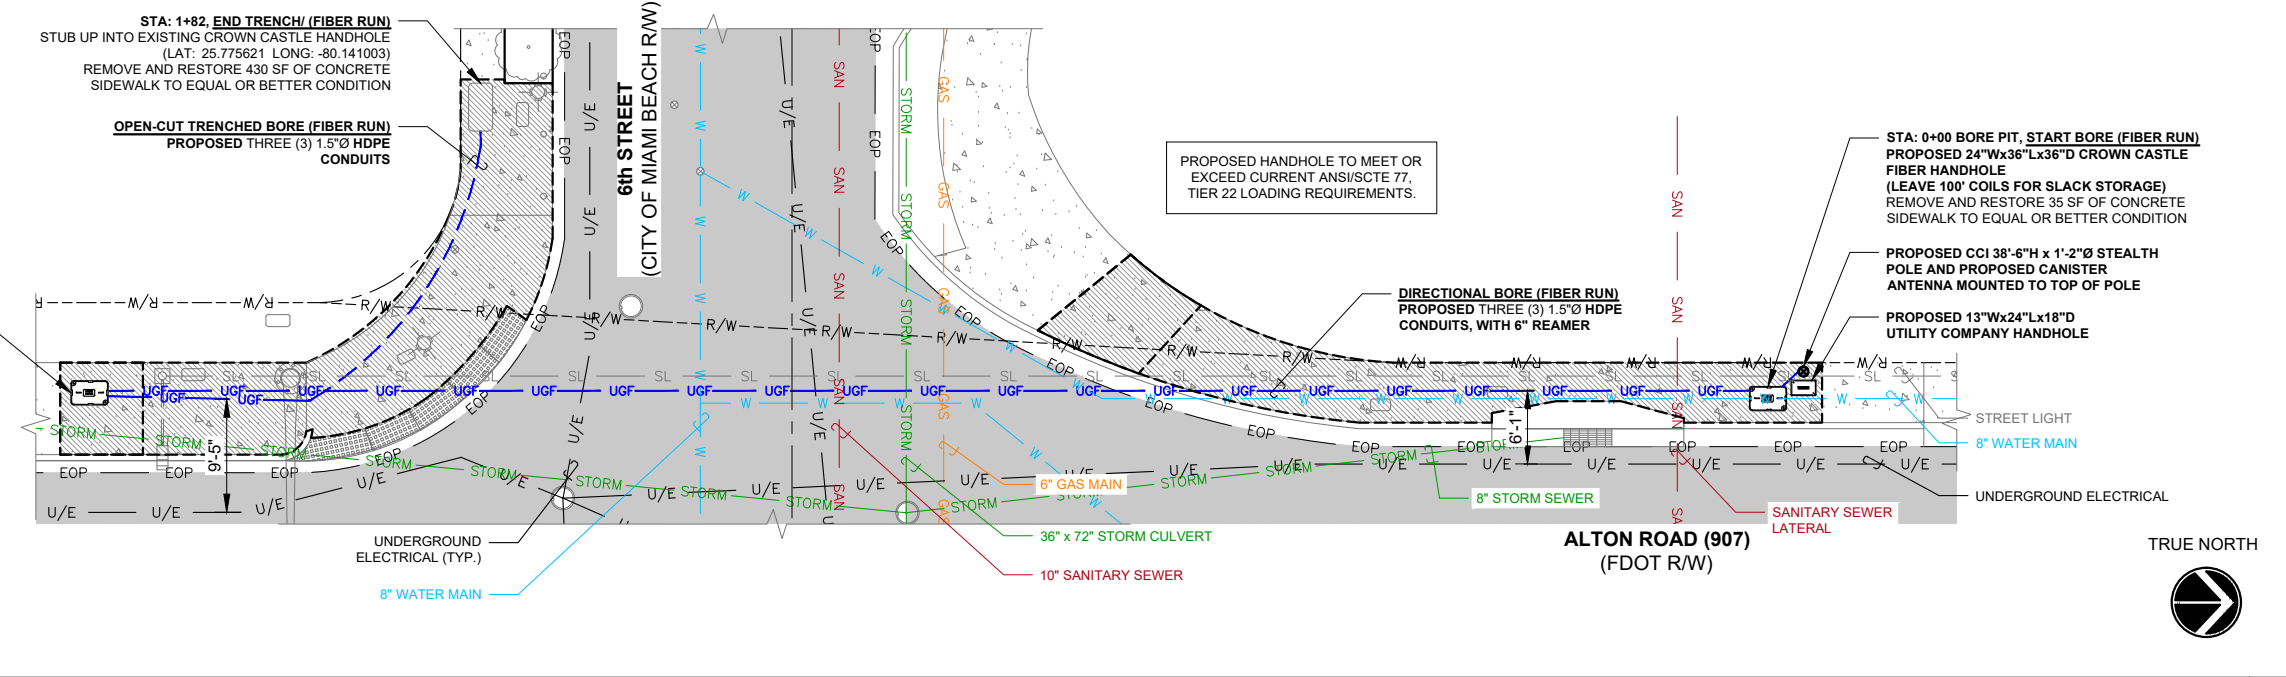 STA: 1+82, END TRENCH/ (FIBER RUN)
STUB UP INTO EXISTING CROWN CASTLE HANDHOLE
(LAT: 25.775621 LONG: -80.141003)
REMOVE AND RESTORE 430 SF OF CONCRETE
SIDEWALK TO EQUAL OR BETTER CONDITION
OPEN-CUT TRENCHED BORE (FIBER RUN)
PROPOSED THREE (3) 1.5"Ø HDPE
CONDUITS
6th STREET
(CITY OF MIAMI BEACH R/W)
PROPOSED HANDHOLE TO MEET OR
EXCEED CURRENT ANSI/SCTE 77,
TIER 22 LOADING REQUIREMENTS.
STA: 0+00 BORE PIT, START BORE (FIBER RUN)
PROPOSED 24"Wx36"Lx36"D CROWN CASTLE
FIBER HANDHOLE
(LEAVE 100' COILS FOR SLACK STORAGE)
REMOVE AND RESTORE 35 SF OF CONCRETE
SIDEWALK TO EQUAL OR BETTER CONDITION
PROPOSED CCI 38'-6"H x 1'-2"Ø STEALTH
POLE AND PROPOSED CANISTER
ANTENNA MOUNTED TO TOP OF POLE
PROPOSED 13"Wx24"Lx18"D
UTILITY COMPANY HANDHOLE
DIRECTIONAL BORE (FIBER RUN)
PROPOSED THREE (3) 1.5"Ø HDPE
CONDUITS, WITH 6" REAMER
EOP
U/E
W
SAN
STORM
GAS
R/W
SL
UGF
9'-5"
6'-1"
STREET LIGHT
8" WATER MAIN
UNDERGROUND ELECTRICAL
6" GAS MAIN
8" STORM SEWER
SANITARY SEWER
LATERAL
36" x 72" STORM CULVERT
10" SANITARY SEWER
UNDERGROUND
ELECTRICAL (TYP.)
8" WATER MAIN
ALTON ROAD (907)
(FDOT R/W)
TRUE NORTH